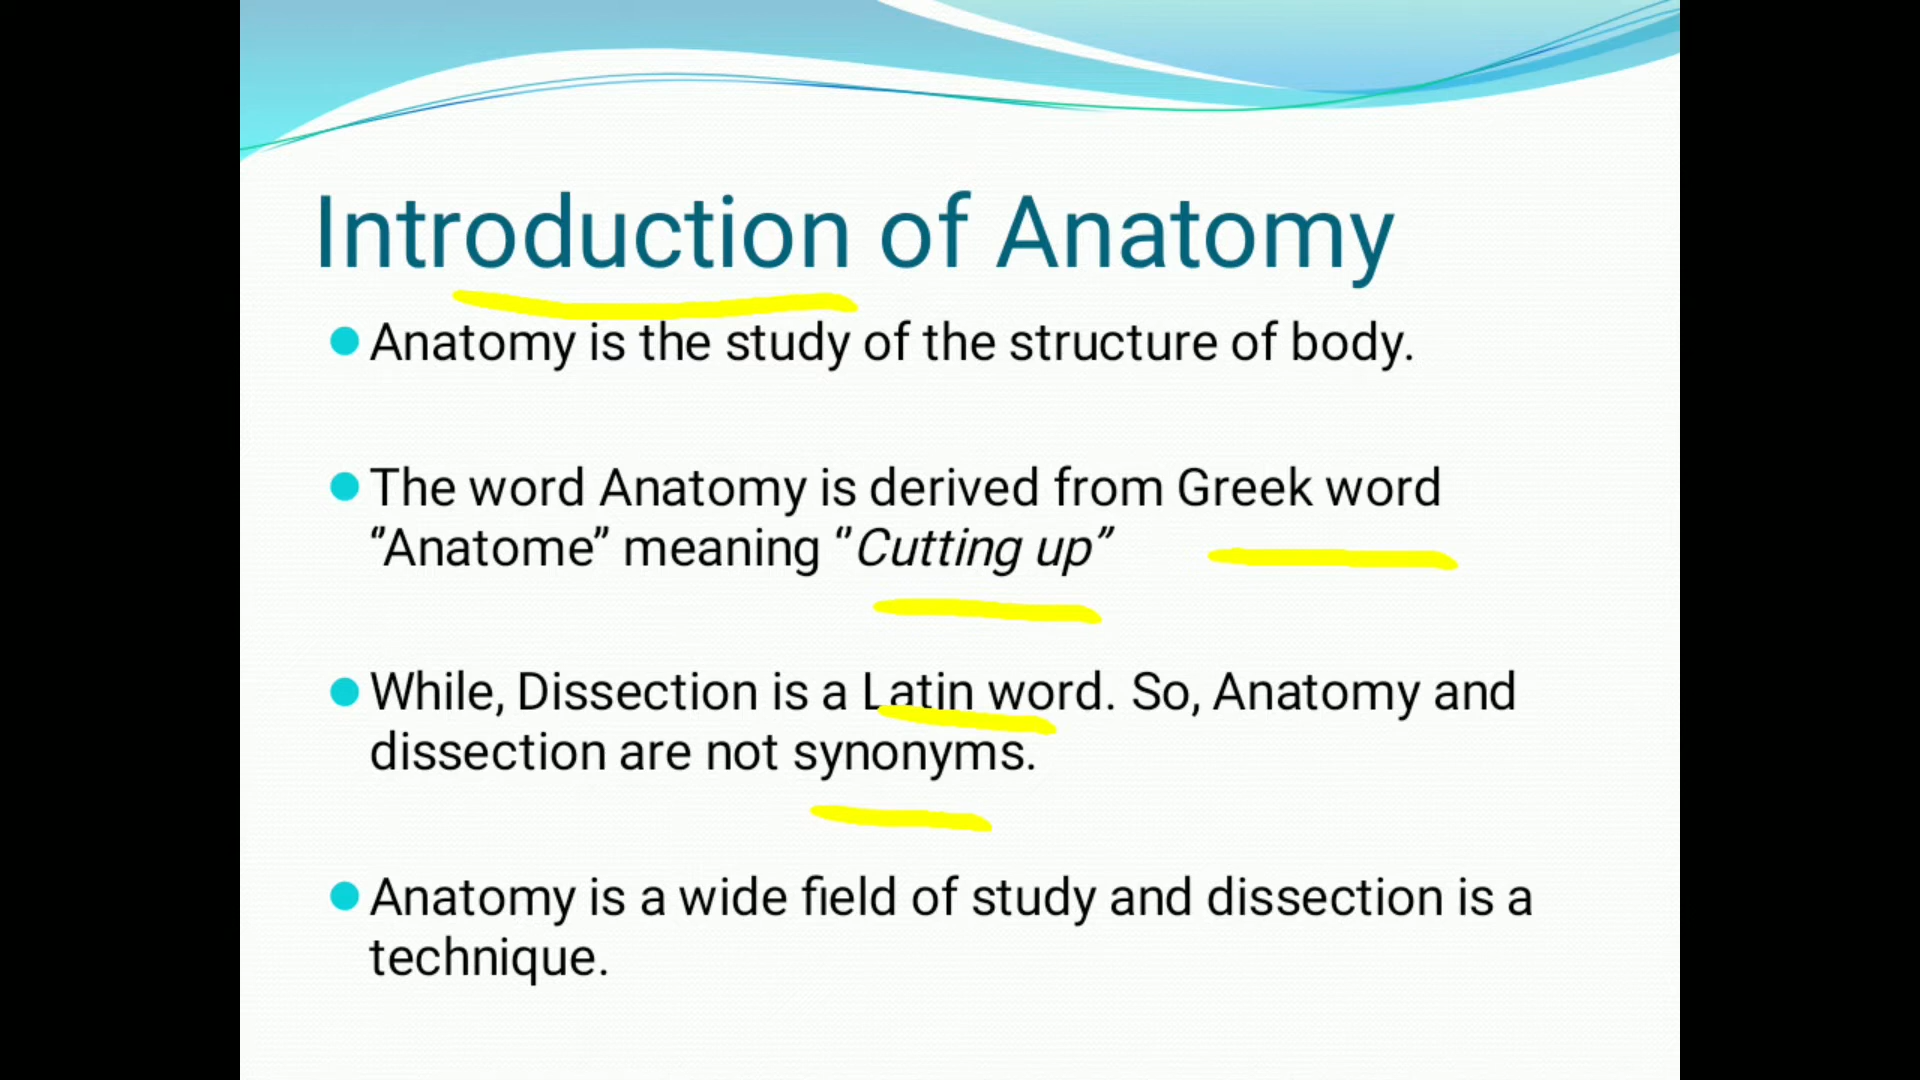 Introduction of Anatomy
Anatomy is the study of the structure of body.
The word Anatomy is derived from Greek word
”Anatome” meaning “Cutting up”
While, Dissection is a Latin word. So, Anatomy and
dissection are not synonyms.
Anatomy is a wide field of study and dissection is a
technique.